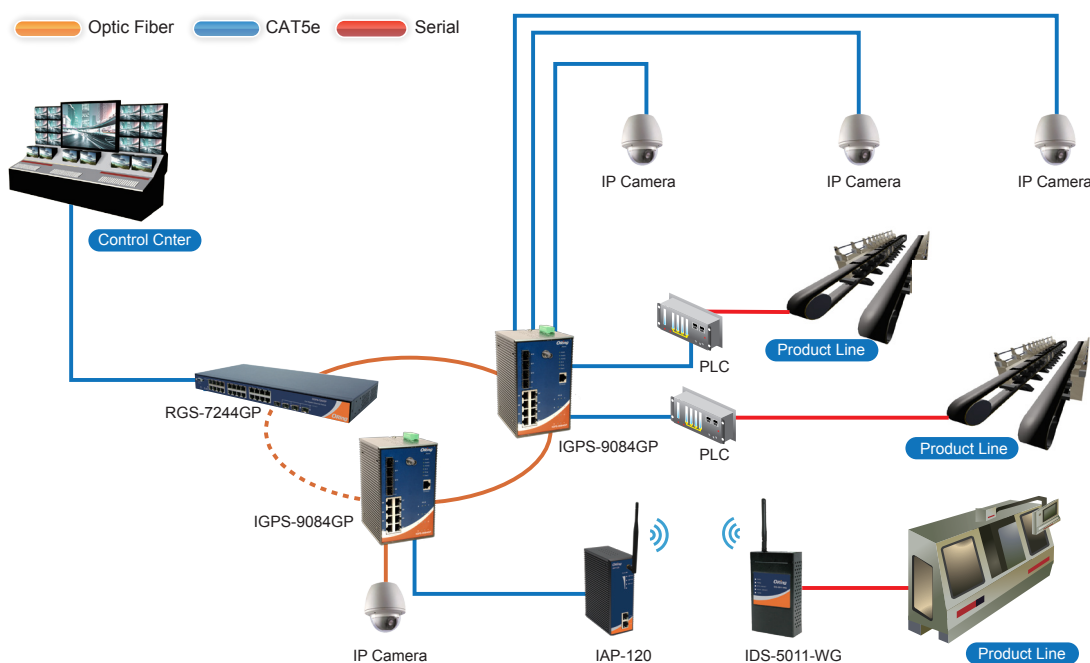 Optic Fiber
CAT5e
Serial
IP Camera
IP Camera
IP Camera
Control Cnter
PLC
Product Line
RGS-7244GP
IGPS-9084GP
PLC
Product Line
IGPS-9084GP
IP Camera
IAP-120
IDS-5011-WG
Product Line